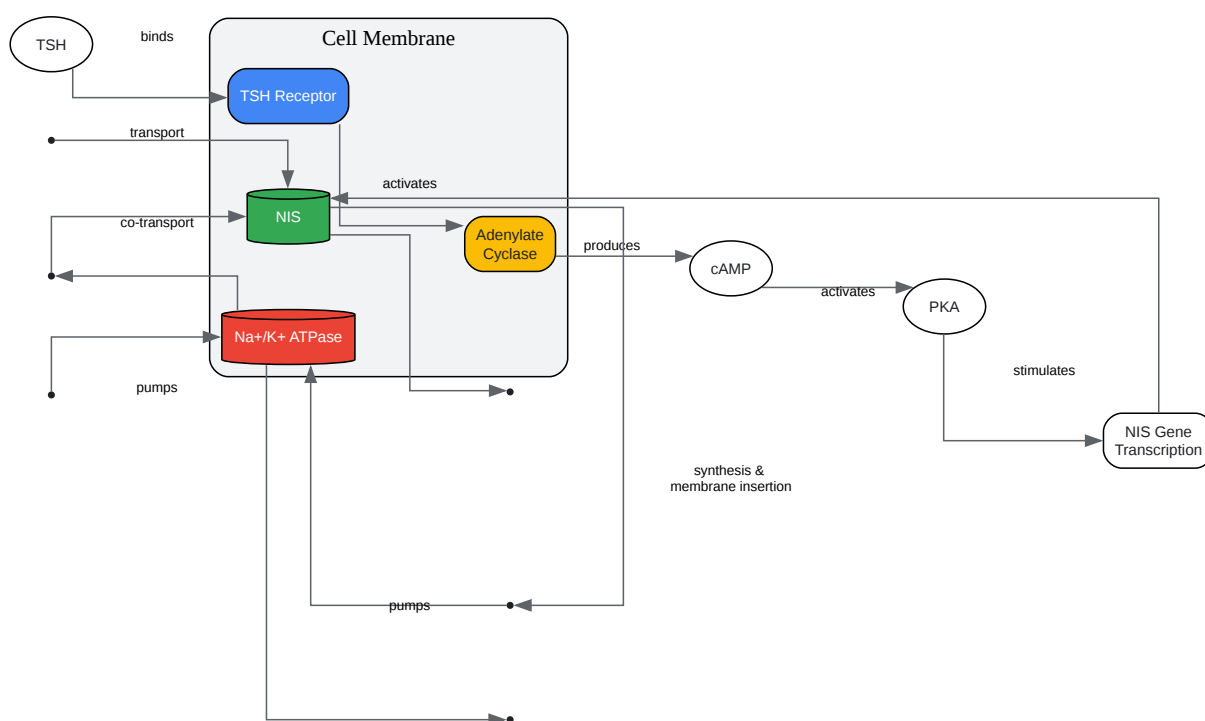 Cell Membrane
TSH
binds
TSH Receptor
transport
activates
NIS
co-transport
Adenylate
Cyclase
produces
cAMP
activates
PKA
Na+/K+ ATPase
pumps
stimulates
NIS Gene
Transcription
synthesis &
membrane insertion
pumps